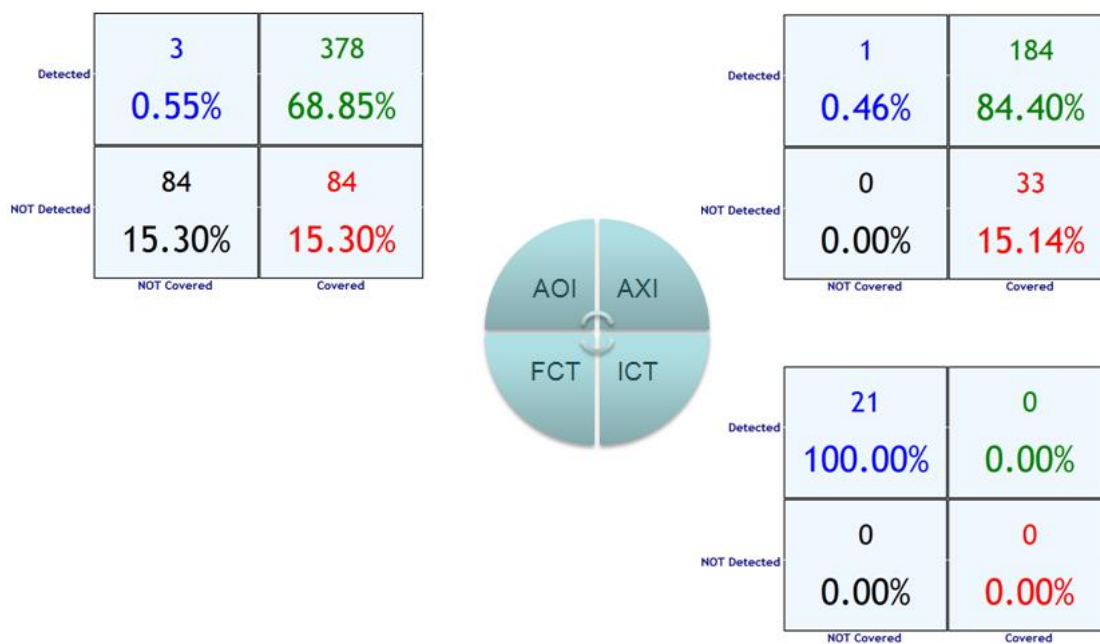 3 378
Detected
0.55% 68.85%
84 84
NOT Detected
15.30% 15.30%
NOT Covered Covered
1 184
Detected
0.46% 84.40%
0 33
NOT Detected
0.00% 15.14%
NOT Covered Covered
AOI AXI
FCT ICT
21 0
Detected
100.00% 0.00%
0 0
NOT Detected
0.00% 0.00%
NOT Covered Covered